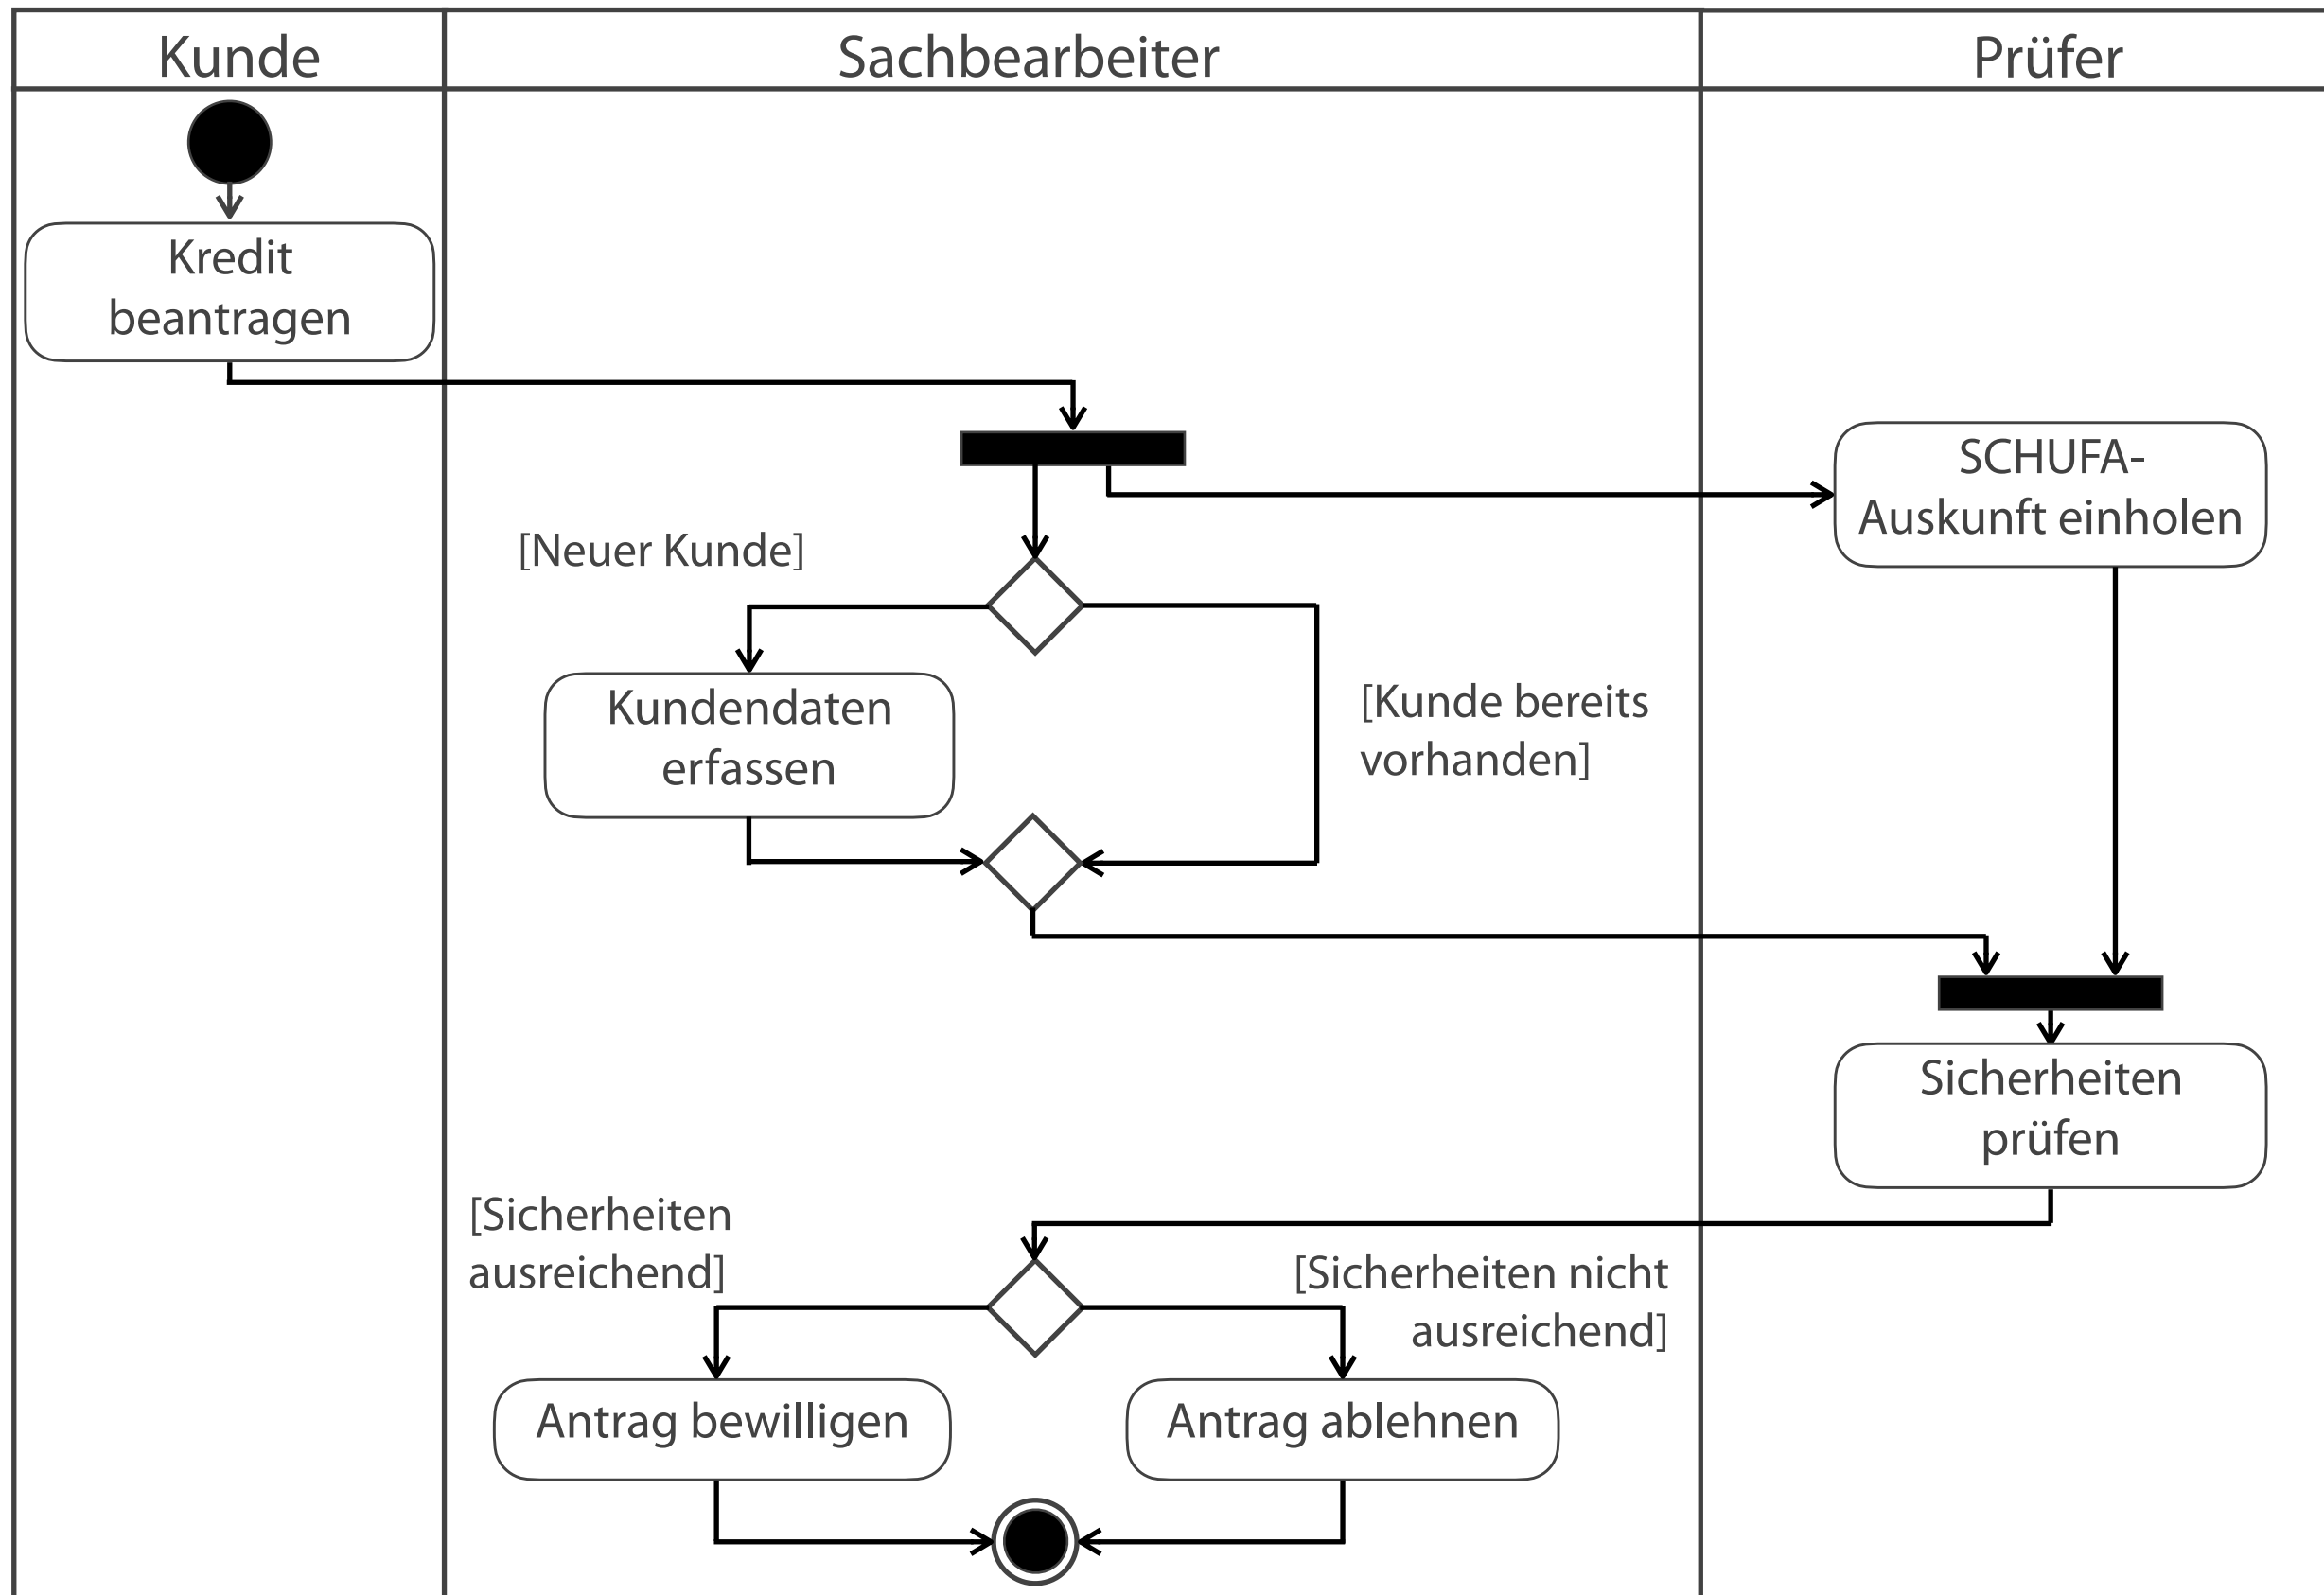 Kunde
Sachbearbeiter
Prüfer
Kredit
beantragen
SCHUFA-
Auskunft einholen
[Neuer Kunde]
Kundendaten
erfassen
[Kunde bereits
vorhanden]
Sicherheiten
prüfen
[Sicherheiten
ausreichend]
[Sicherheiten nicht
ausreichend]
Antrag bewilligen
Antrag ablehnen